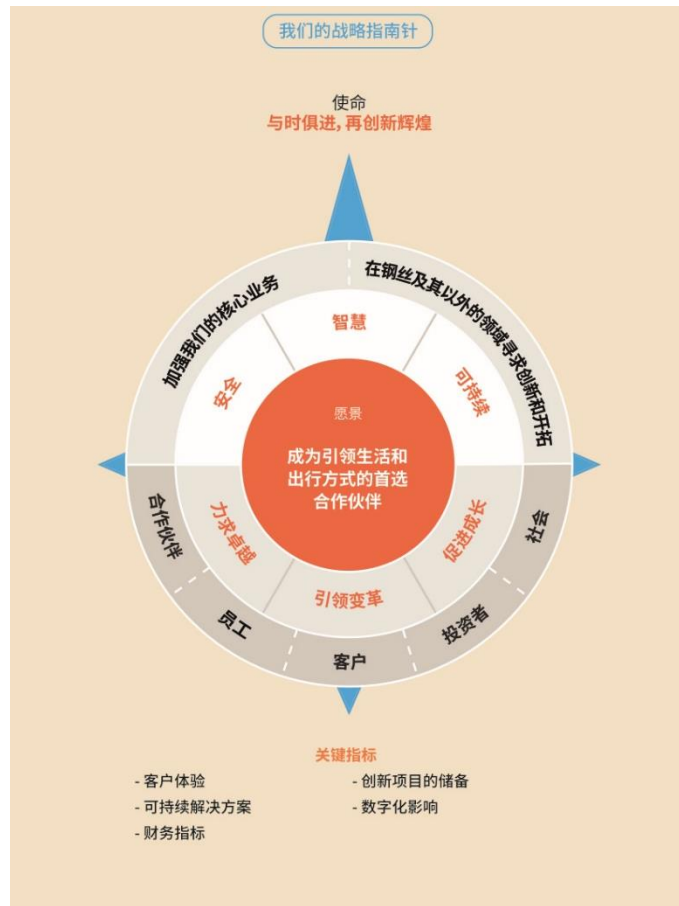 我们的战略指南针
使命
与时俱进，再创新辉煌
加强我们的核心业务
在钢丝及其以外的领域寻求创新和开拓
安全
智慧
可持续
愿景
成为引领生活和
出行方式的首选
合作伙伴
力求卓越
引领变革
促进成长
合作伙伴
员工
客户
投资者
社会
关键指标
- 客户体验
- 可持续解决方案
- 财务指标
- 创新项目的储备
- 数字化影响